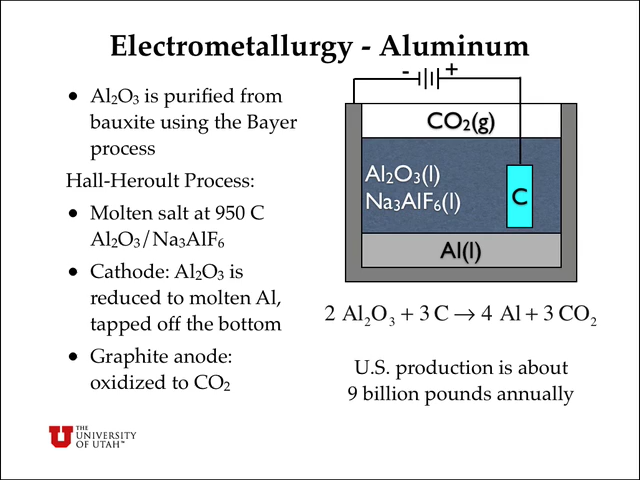 Electrometallurgy - Aluminum
• Al₂O₃ is purified from
bauxite using the Bayer
process
Hall-Heroult Process:
• Molten salt at 950 C
Al₂O₃/Na₃AlF₆
• Cathode: Al₂O₃ is
reduced to molten Al,
tapped off the bottom
• Graphite anode:
oxidized to CO₂
- +
CO₂(g)
Al₂O₃(l)
Na₃AlF₆(l)
C
Al(l)
2 Al₂O₃ + 3 C → 4 Al + 3 CO₂
U.S. production is about
9 billion pounds annually
U THE
UNIVERSITY
OF UTAH™